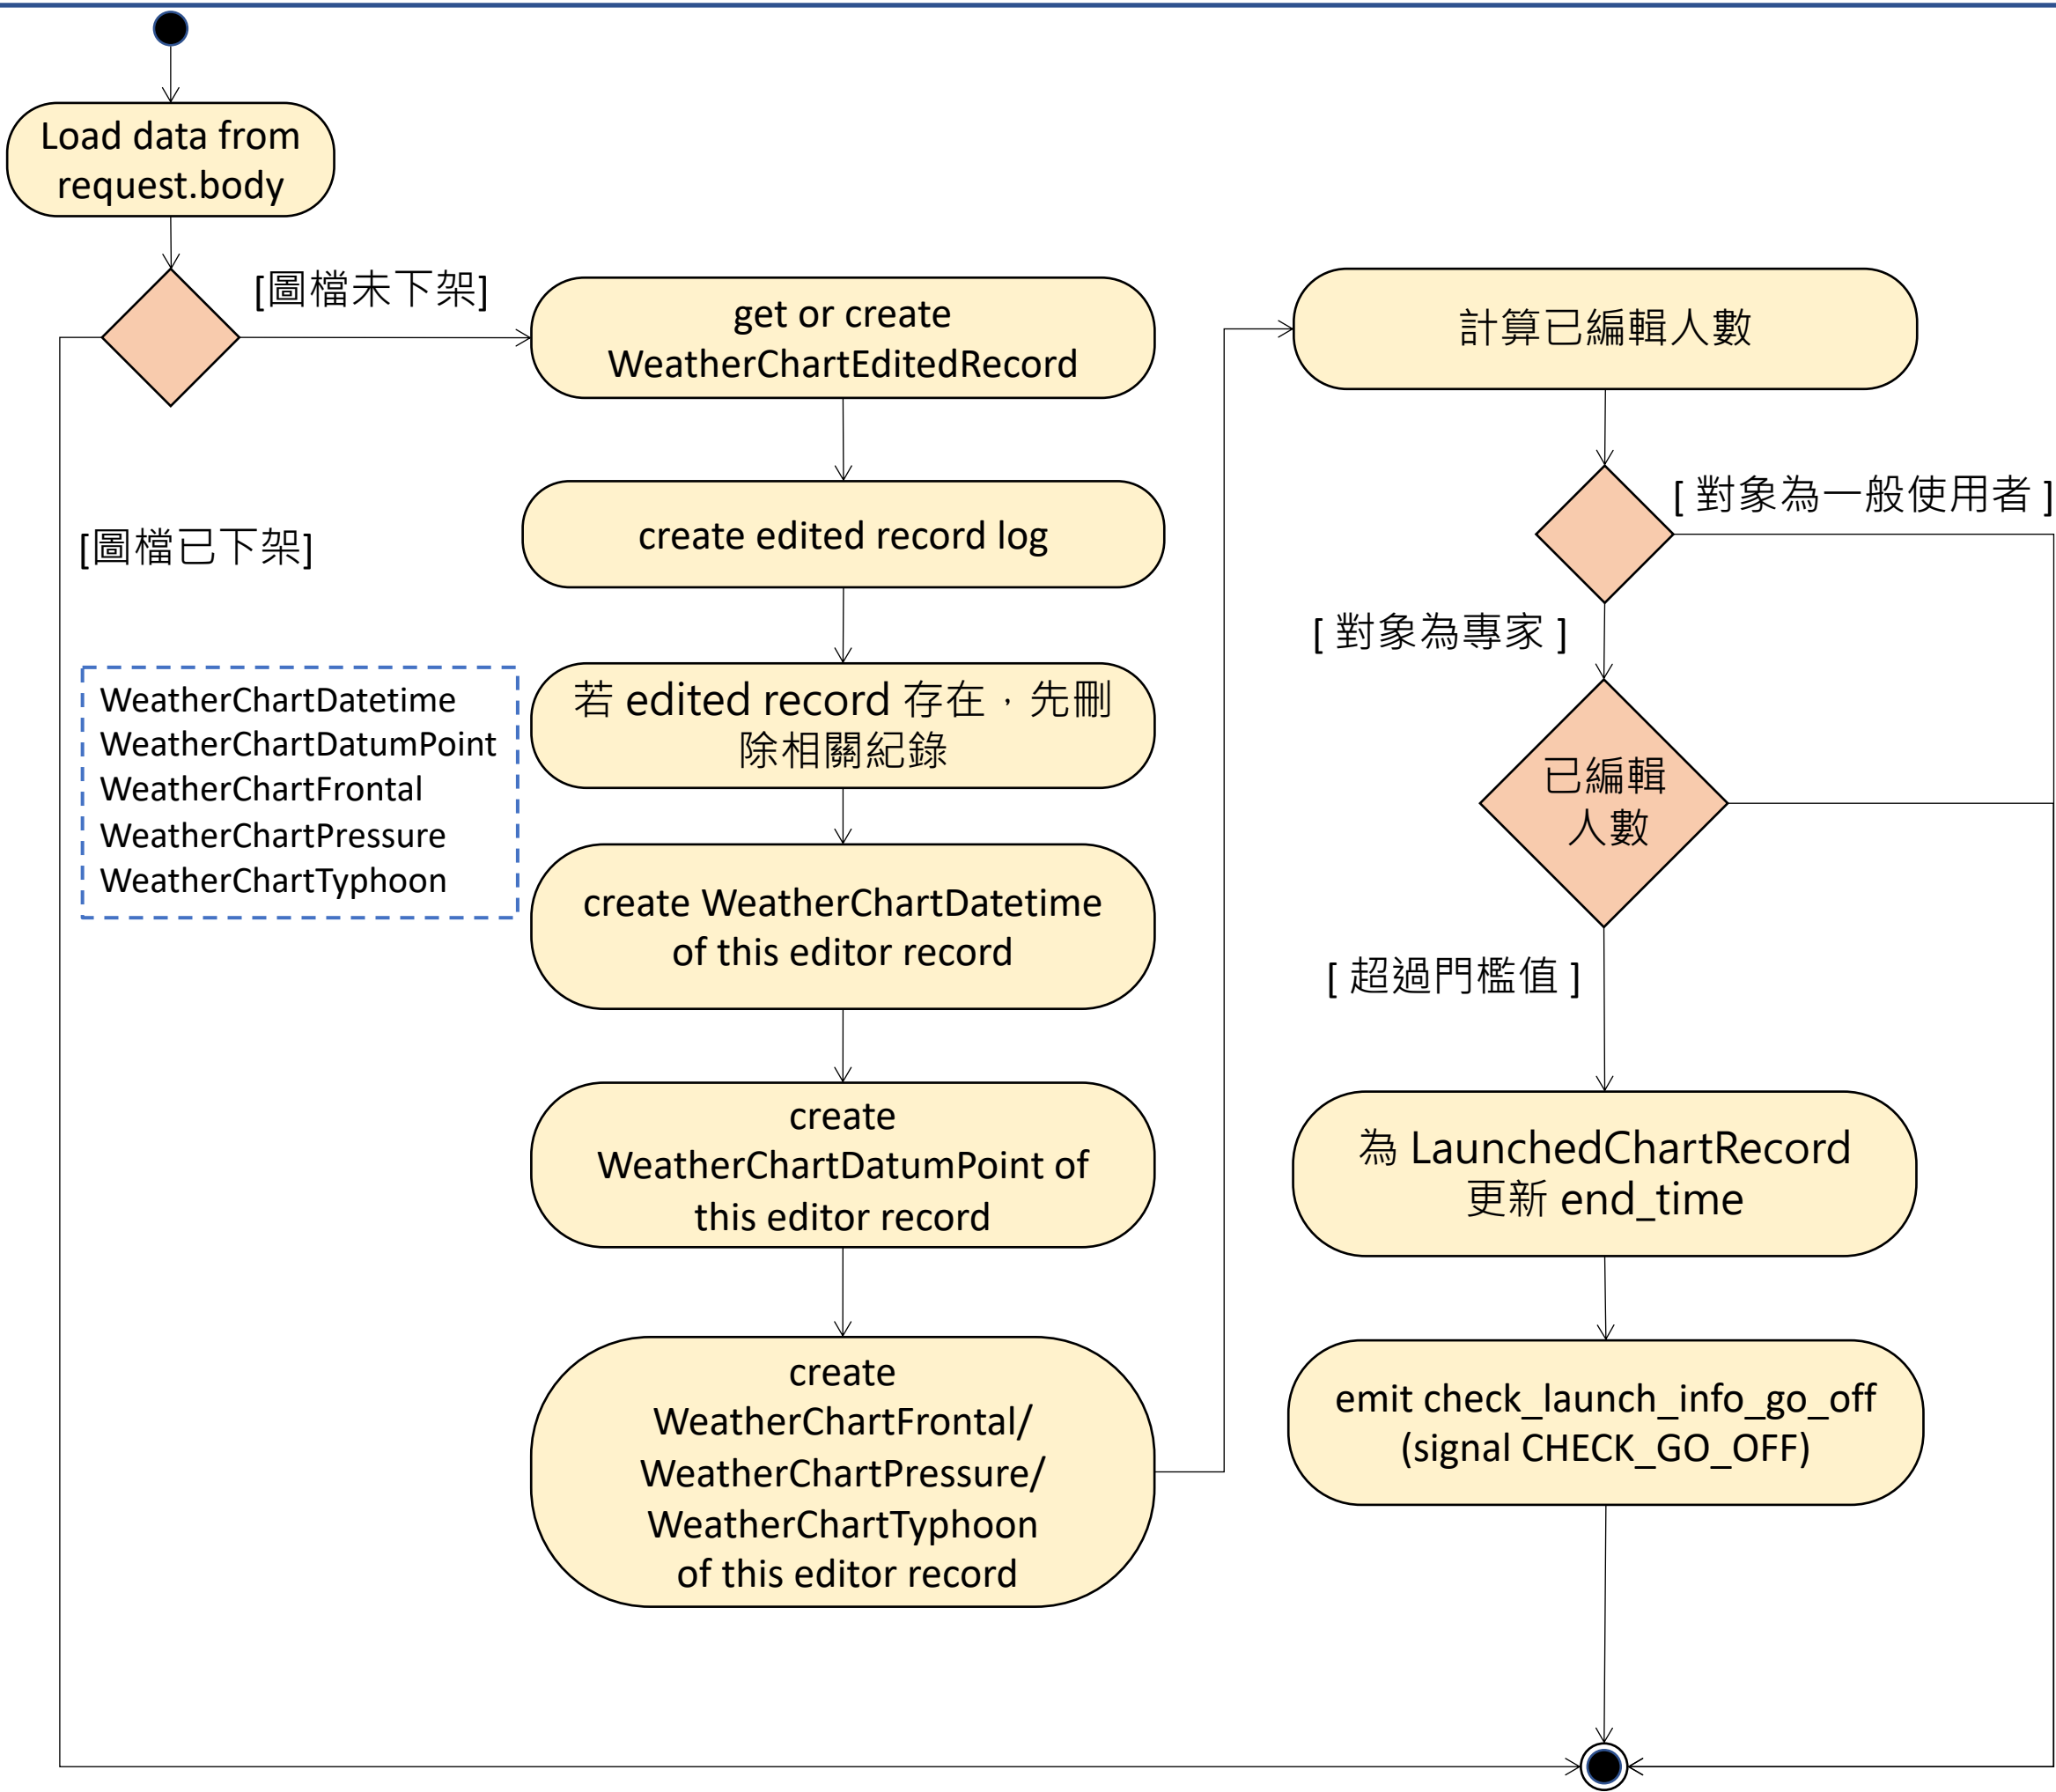 Load data from
request.body
[圖檔未下架]
[圖檔已下架]
WeatherChartDatetime
WeatherChartDatumPoint
WeatherChartFrontal
WeatherChartPressure
WeatherChartTyphoon
get or create
WeatherChartEditedRecord
create edited record log
若 edited record 存在，先刪
除相關紀錄
create WeatherChartDatetime
of this editor record
create
WeatherChartDatumPoint of
this editor record
create
WeatherChartFrontal/
WeatherChartPressure/
WeatherChartTyphoon
of this editor record
計算已編輯人數
[ 對象為一般使用者 ]
[ 對象為專家 ]
已編輯
人數
[ 超過門檻值 ]
為 LaunchedChartRecord
更新 end_time
emit check_launch_info_go_off
(signal CHECK_GO_OFF)